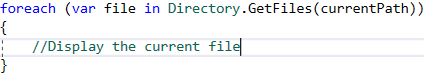 foreach (var file in Directory.GetFiles(currentPath))
{
    //Display the current file
}